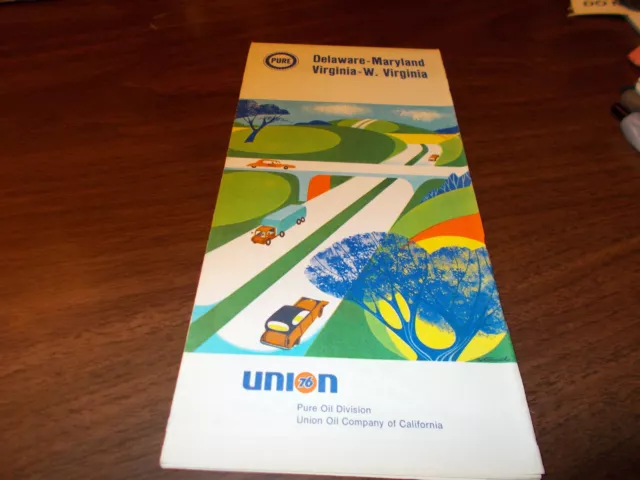 PURE
Delaware-Maryland
Virginia-W. Virginia
union 76
Pure Oil Division
Union Oil Company of California